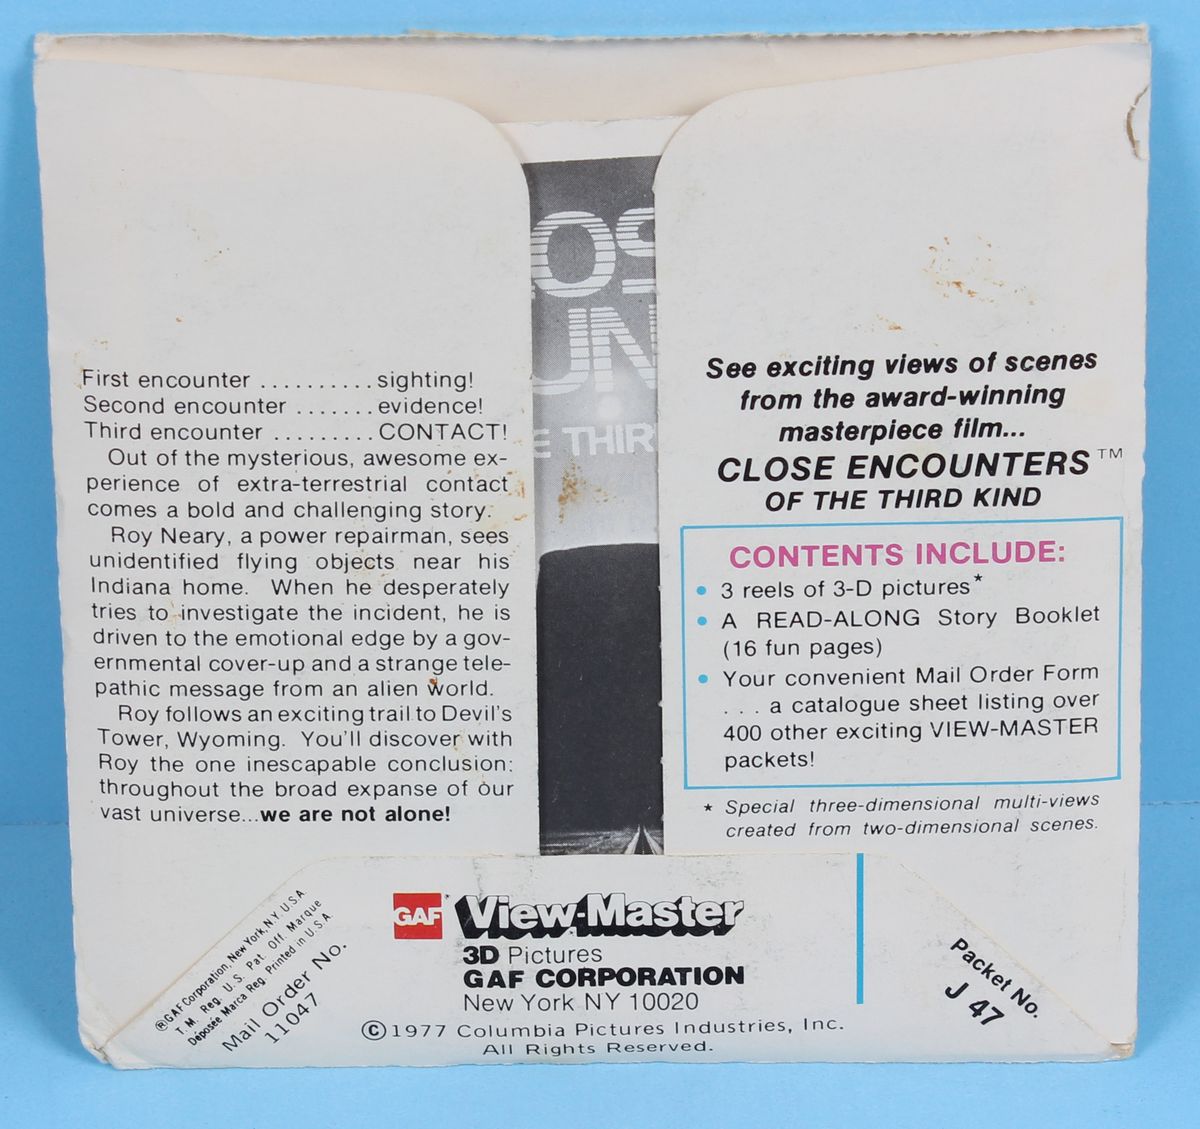 First encounter .......... sighting!
Second encounter ....... evidence!
Third encounter ......... CONTACT!
Out of the mysterious, awesome ex-
perience of extra-terrestrial contact
comes a bold and challenging story.
Roy Neary, a power repairman, sees
unidentified flying objects near his
Indiana home. When he desperately
tries to investigate the incident, he is
driven to the emotional edge by a gov-
ernmental cover-up and a strange tele-
pathic message from an alien world.
Roy follows an exciting trail to Devil's
Tower, Wyoming. You'll discover with
Roy the one inescapable conclusion:
throughout the broad expanse of our
vast universe...we are not alone!
OS
UN
E THIR
See exciting views of scenes
from the award-winning
masterpiece film...
CLOSE ENCOUNTERS™
OF THE THIRD KIND
CONTENTS INCLUDE:
• 3 reels of 3-D pictures*
• A READ-ALONG Story Booklet
(16 fun pages)
• Your convenient Mail Order Form
. . . a catalogue sheet listing over
400 other exciting VIEW-MASTER
packets!
* Special three-dimensional multi-views
created from two-dimensional scenes.
®GAF Corporation, New York, N.Y. U.S.A.
T.M. Reg. U.S. Pat. Off. Marque
Déposée Marca Reg. Printed in U.S.A.
Mail Order No.
11047
GAF View-Master
3D Pictures
GAF CORPORATION
New York NY 10020
©1977 Columbia Pictures Industries, Inc.
All Rights Reserved.
Packet No.
J 47